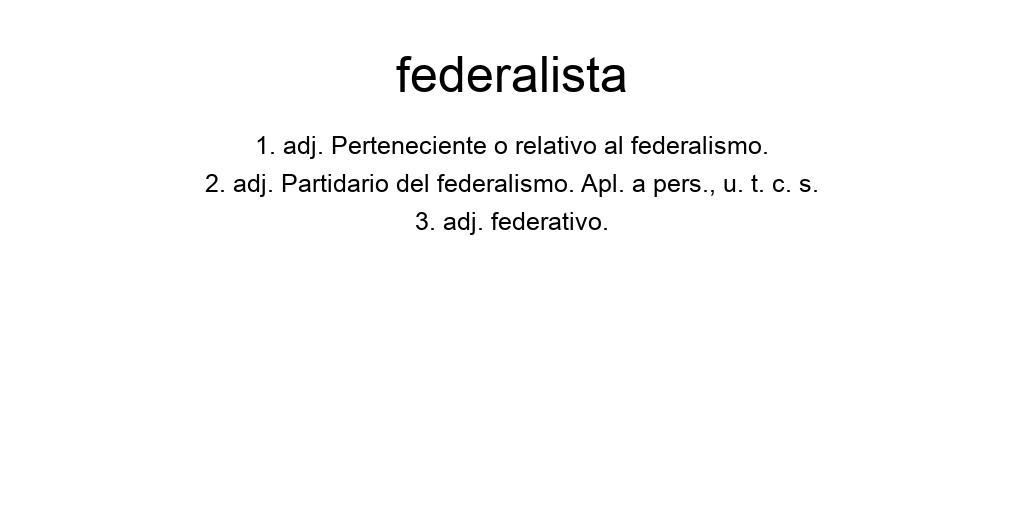 federalista
1. adj. Perteneciente o relativo al federalismo.
2. adj. Partidario del federalismo. Apl. a pers., u. t. c. s.
3. adj. federativo.